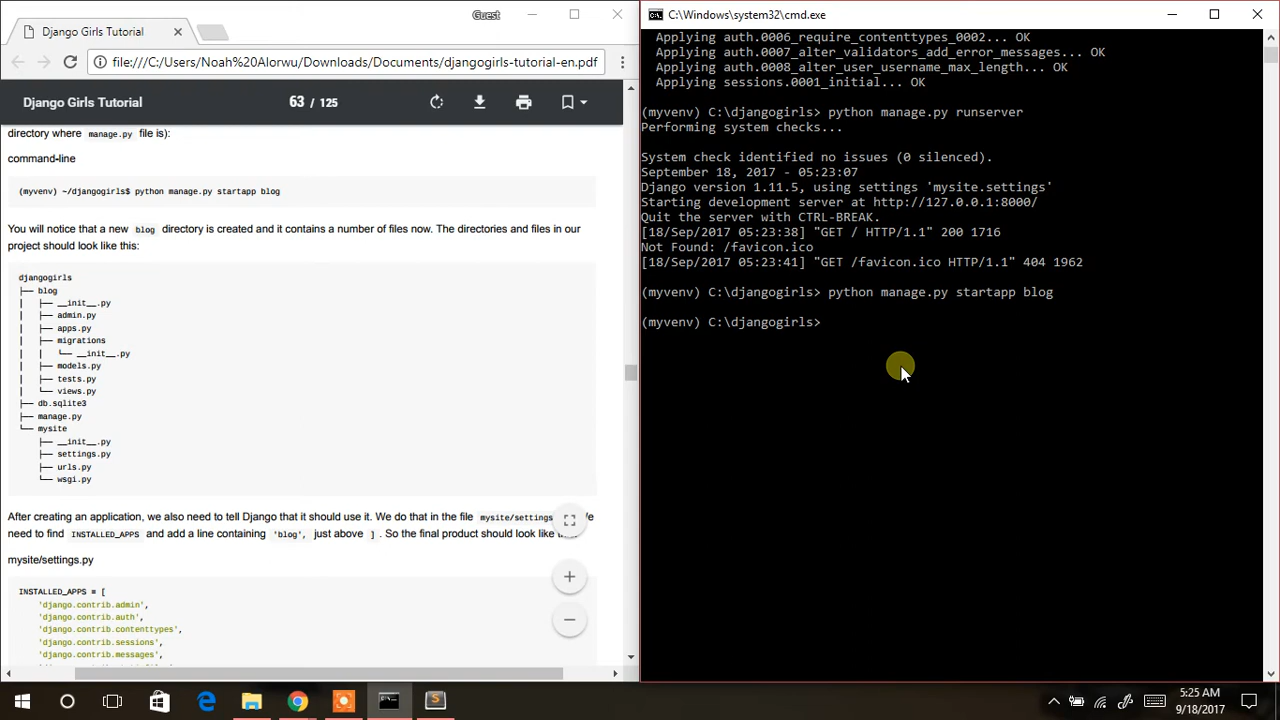 Guest
Django Girls Tutorial
file:///C:/Users/Noah%20Alorwu/Downloads/Documents/djangogirls-tutorial-en.pdf
Django Girls Tutorial
63 / 125
directory where manage.py file is):
command-line
(myvenv) ~/djangogirls$ python manage.py startapp blog
You will notice that a new blog directory is created and it contains a number of files now. The directories and files in our
project should look like this:
djangogirls
├── blog
│   ├── __init__.py
│   ├── admin.py
│   ├── apps.py
│   ├── migrations
│   │   └── __init__.py
│   ├── models.py
│   ├── tests.py
│   └── views.py
├── db.sqlite3
├── manage.py
└── mysite
    ├── __init__.py
    ├── settings.py
    ├── urls.py
    └── wsgi.py
After creating an application, we also need to tell Django that it should use it. We do that in the file mysite/settings
need to find INSTALLED_APPS and add a line containing 'blog', just above ] . So the final product should look like
mysite/settings.py
INSTALLED_APPS = [
    'django.contrib.admin',
    'django.contrib.auth',
    'django.contrib.contenttypes',
    'django.contrib.sessions',
    'django.contrib.messages',
C:\Windows\system32\cmd.exe
Applying auth.0006_require_contenttypes_0002... OK
Applying auth.0007_alter_validators_add_error_messages... OK
Applying auth.0008_alter_user_username_max_length... OK
Applying sessions.0001_initial... OK
(myvenv) C:\djangogirls> python manage.py runserver
Performing system checks...
System check identified no issues (0 silenced).
September 18, 2017 - 05:23:07
Django version 1.11.5, using settings 'mysite.settings'
Starting development server at http://127.0.0.1:8000/
Quit the server with CTRL-BREAK.
[18/Sep/2017 05:23:38] "GET / HTTP/1.1" 200 1716
Not Found: /favicon.ico
[18/Sep/2017 05:23:41] "GET /favicon.ico HTTP/1.1" 404 1962
(myvenv) C:\djangogirls> python manage.py startapp blog
(myvenv) C:\djangogirls>
5:25 AM
9/18/2017